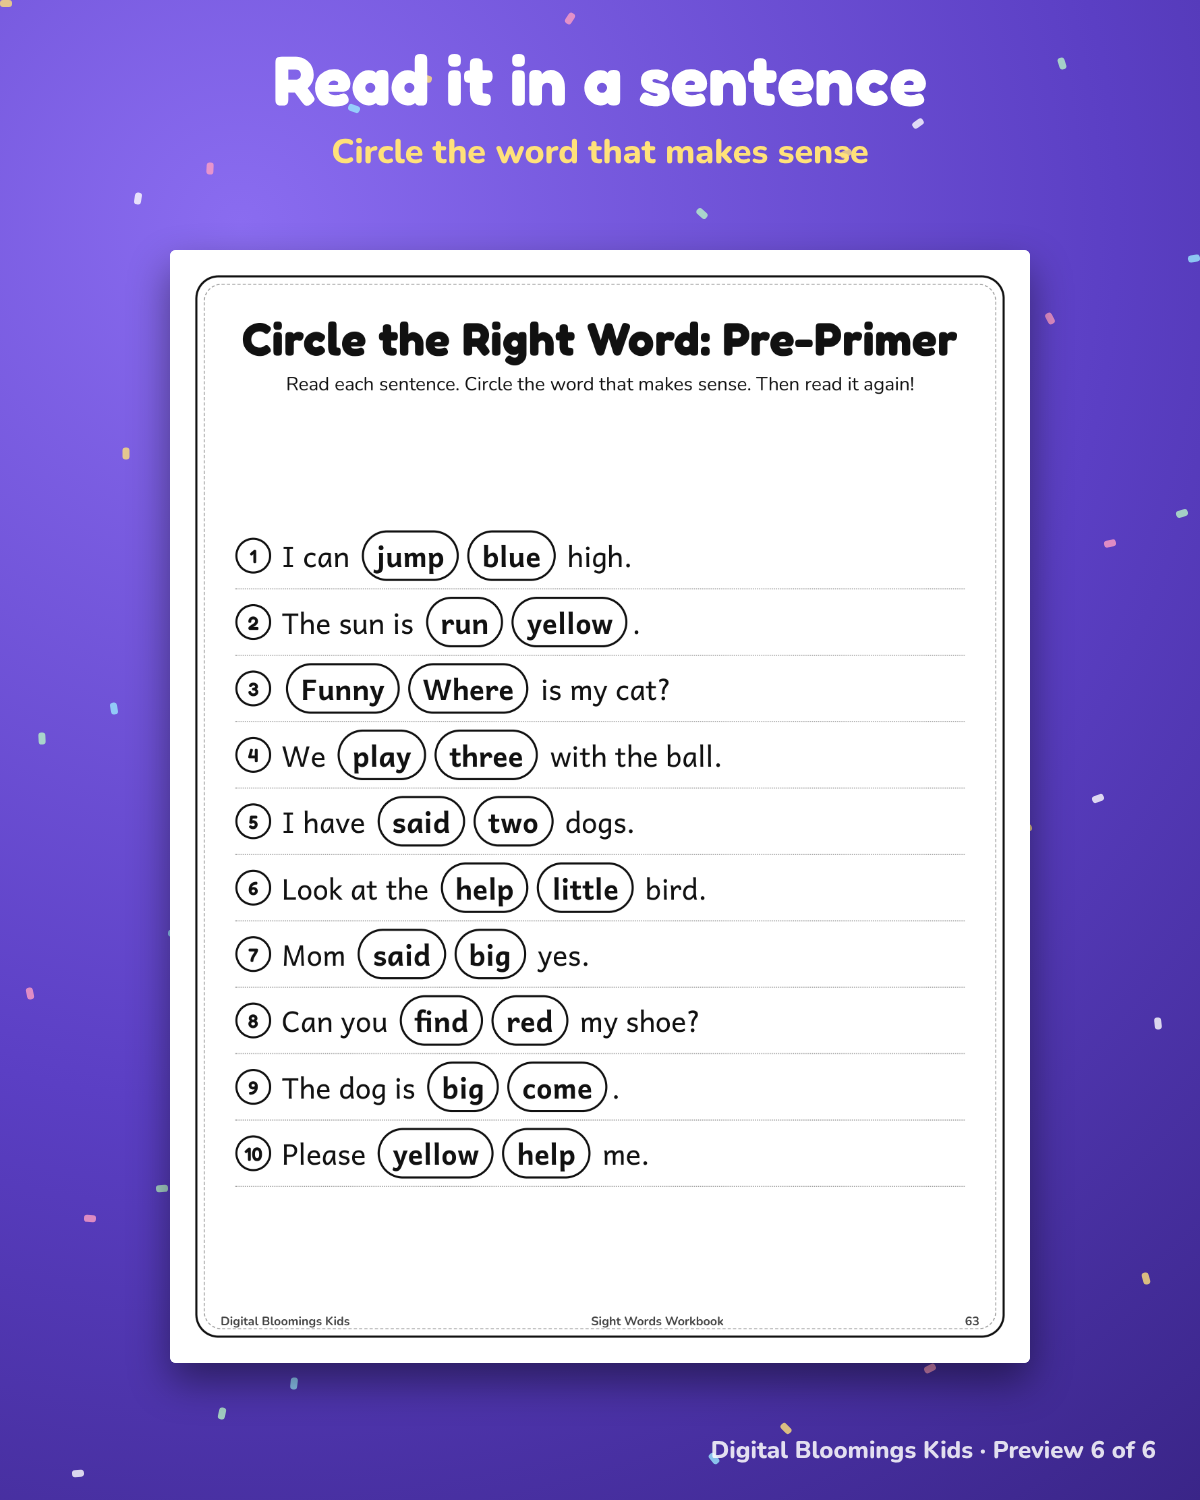 Read it in a sentence
Circle the word that makes sense
Circle the Right Word: Pre-Primer
Read each sentence. Circle the word that makes sense. Then read it again!
1 I can jump blue high.
2 The sun is run yellow .
3 Funny Where is my cat?
4 We play three with the ball.
5 I have said two dogs.
6 Look at the help little bird.
7 Mom said big yes.
8 Can you find red my shoe?
9 The dog is big come .
10 Please yellow help me.
Digital Bloomings Kids Sight Words Workbook 63
Digital Bloomings Kids · Preview 6 of 6